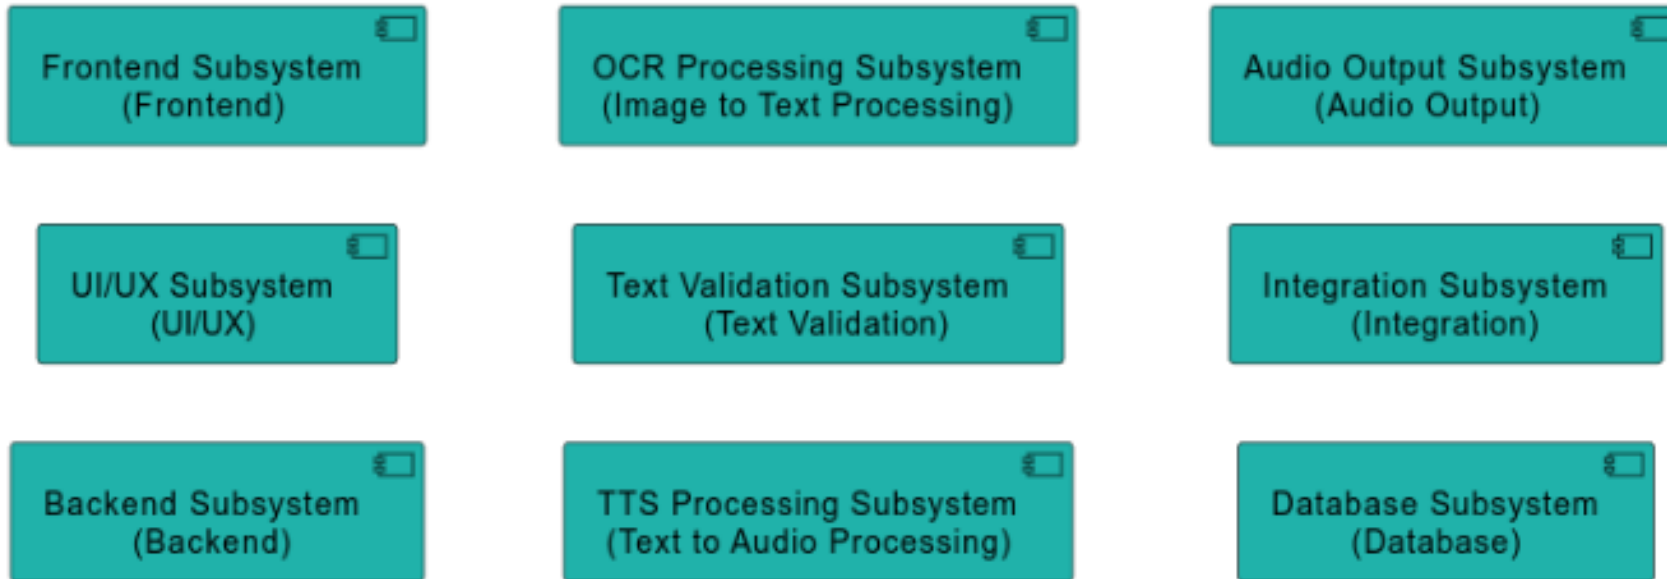 Frontend Subsystem
(Frontend)
OCR Processing Subsystem
(Image to Text Processing)
Audio Output Subsystem
(Audio Output)
UI/UX Subsystem
(UI/UX)
Text Validation Subsystem
(Text Validation)
Integration Subsystem
(Integration)
Backend Subsystem
(Backend)
TTS Processing Subsystem
(Text to Audio Processing)
Database Subsystem
(Database)